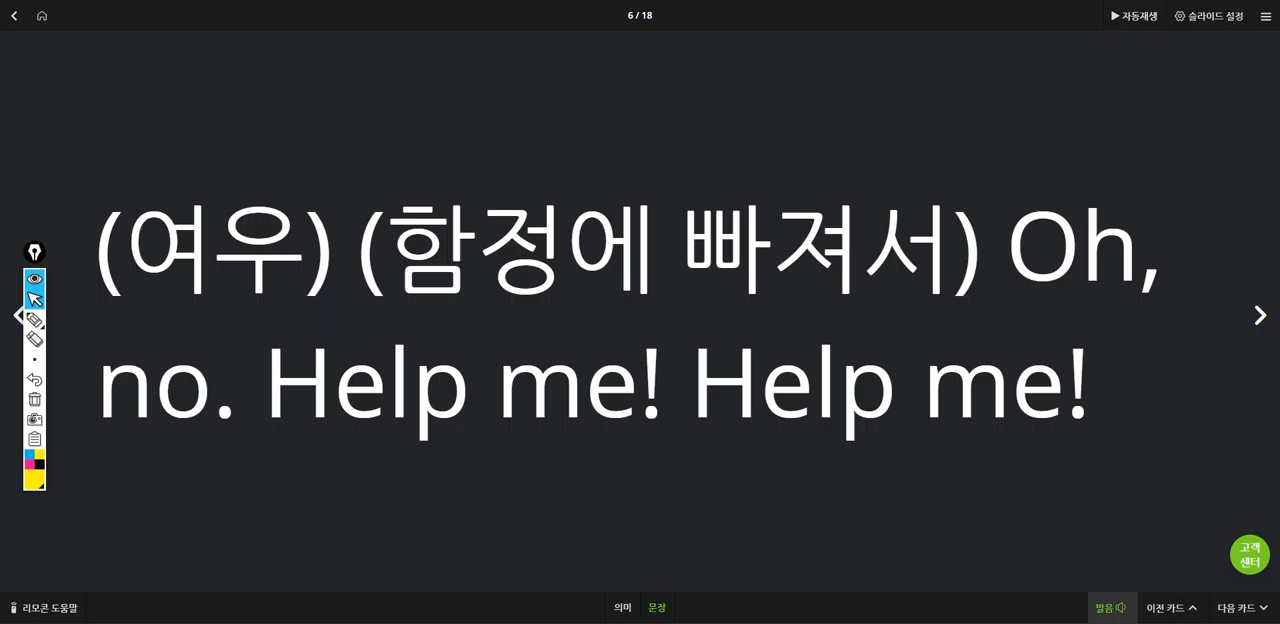 6 / 18
자동재생
슬라이드 설정
(여우) (함정에 빠져서) Oh,
no. Help me! Help me!
고객
센터
리모콘 도움말
의미
문장
발음
이전 카드
다음 카드